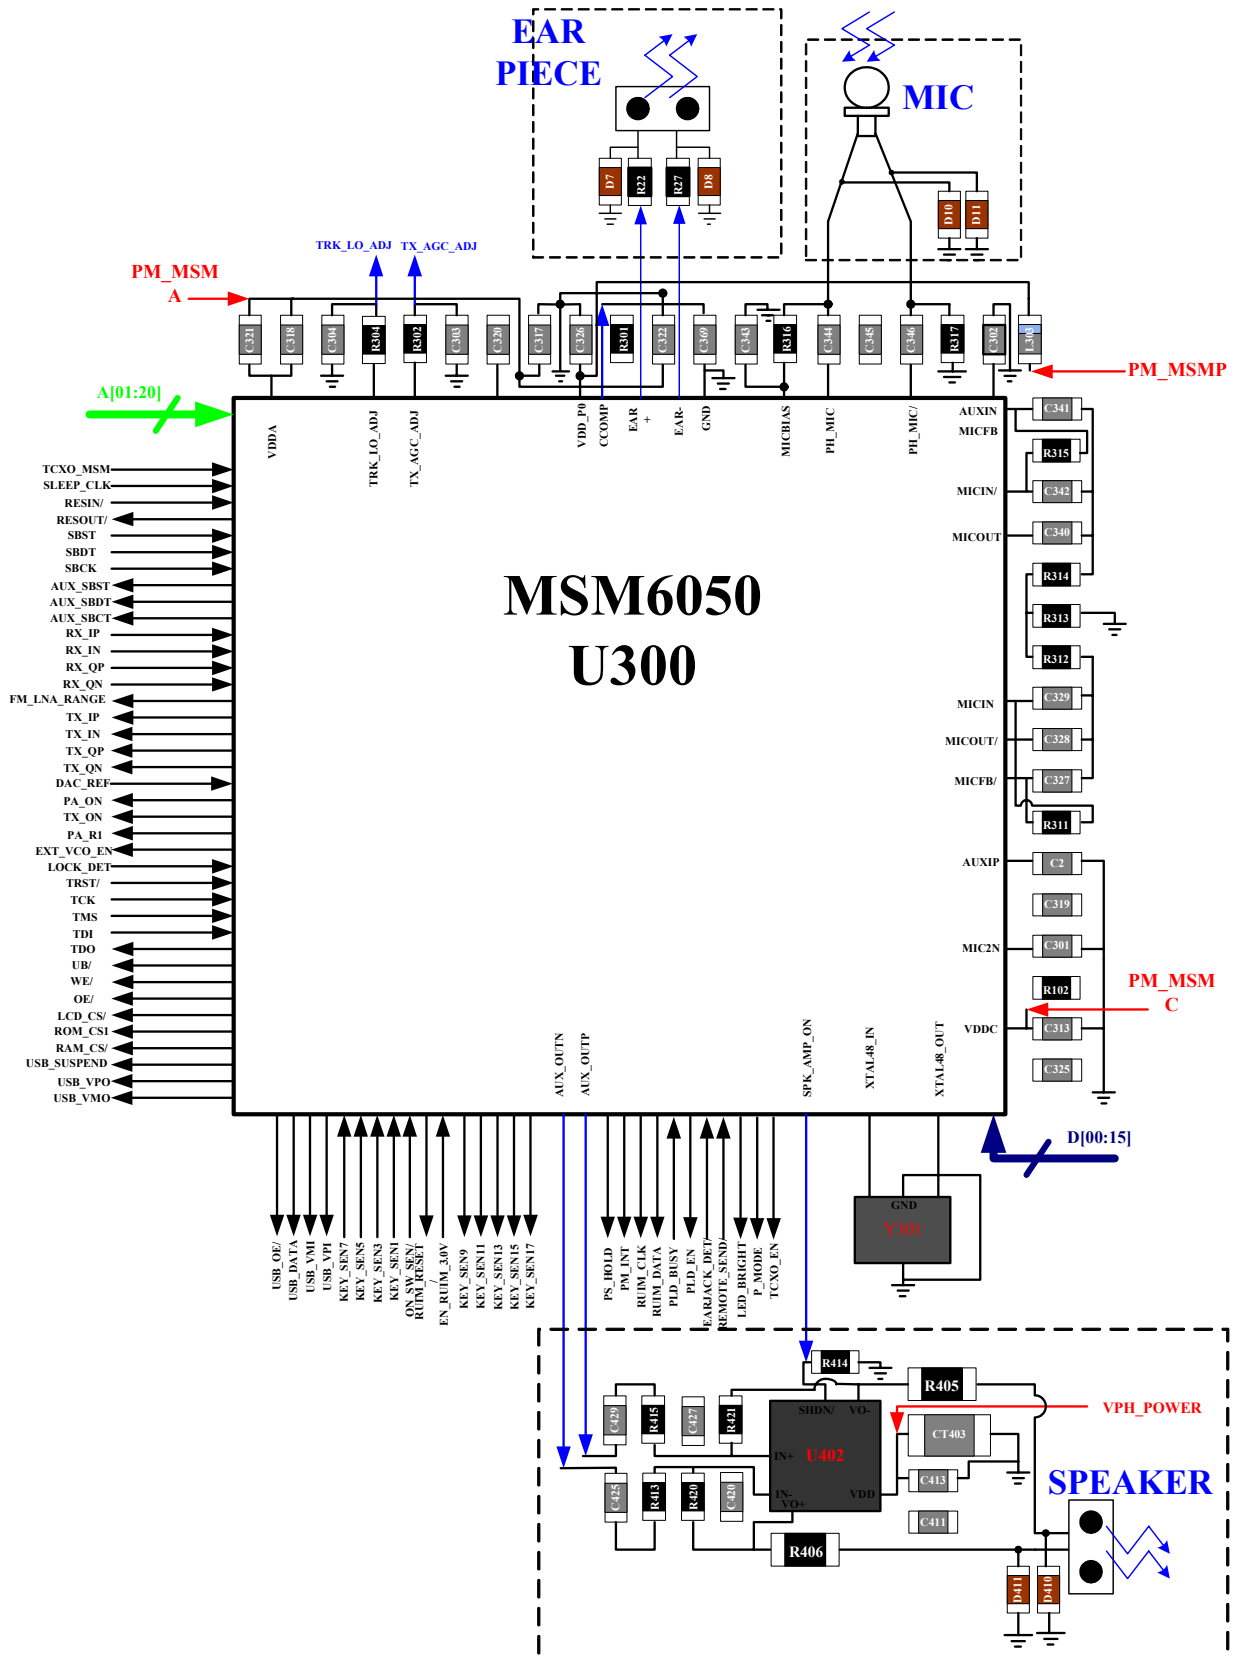 EAR
PIECE
MIC
D7
R22
R27
D8
D10
D11
TRK_LO_ADJ
TX_AGC_ADJ
PM_MSM
A
C321
C318
C304
R304
R302
C303
C320
C317
C326
R301
C322
C369
C343
R316
C344
C345
C346
R317
C302
L303
PM_MSMP
A[01:20]
VDDA
TRK_LO_ADJ
TX_AGC_ADJ
VDD_P0
CCOMP
EAR
+
EAR-
GND
MICBIAS
PH_MIC
PH_MIC/
AUXIN
MICFB
MICIN/
MICOUT
MICIN
MICOUT/
MICFB/
AUXIP
MIC2N
VDDC
C341
R315
C342
C340
R314
R313
R312
C329
C328
C327
R311
C2
C319
C301
R102
C313
C325
PM_MSM
C
MSM6050
U300
TCXO_MSM
SLEEP_CLK
RESIN/
RESOUT/
SBST
SBDT
SBCK
AUX_SBST
AUX_SBDT
AUX_SBCT
RX_IP
RX_IN
RX_QP
RX_QN
FM_LNA_RANGE
TX_IP
TX_IN
TX_QP
TX_QN
DAC_REF
PA_ON
TX_ON
PA_R1
EXT_VCO_EN
LOCK_DET
TRST/
TCK
TMS
TDI
TDO
UB/
WE/
OE/
LCD_CS/
ROM_CS1
RAM_CS/
USB_SUSPEND
USB_VPO
USB_VMO
AUX_OUTN
AUX_OUTP
SPK_AMP_ON
XTAL48_IN
XTAL48_OUT
D[00:15]
USB_OE/
USB_DATA
USB_VMI
USB_VPI
KEY_SEN7
KEY_SEN5
KEY_SEN3
KEY_SEN1
ON_SW_SEN/
RUIM_RESET
/
EN_RUIM_3.0V
KEY_SEN9
KEY_SEN11
KEY_SEN13
KEY_SEN15
KEY_SEN17
PS_HOLD
PM_INT
RUIM_CLK
RUIM_DATA
PLD_BUSY
PLD_EN
EARJACK_DET/
REMOTE_SEND/
LED_BRIGHT
P_MODE
TCXO_EN
GND
Y301
R414
R405
C429
R415
C427
R421
SHDN/
VO-
IN+
U402
IN-
VO+
VDD
CT403
VPH_POWER
C413
C411
C425
R413
R420
C420
R406
SPEAKER
D411
D410